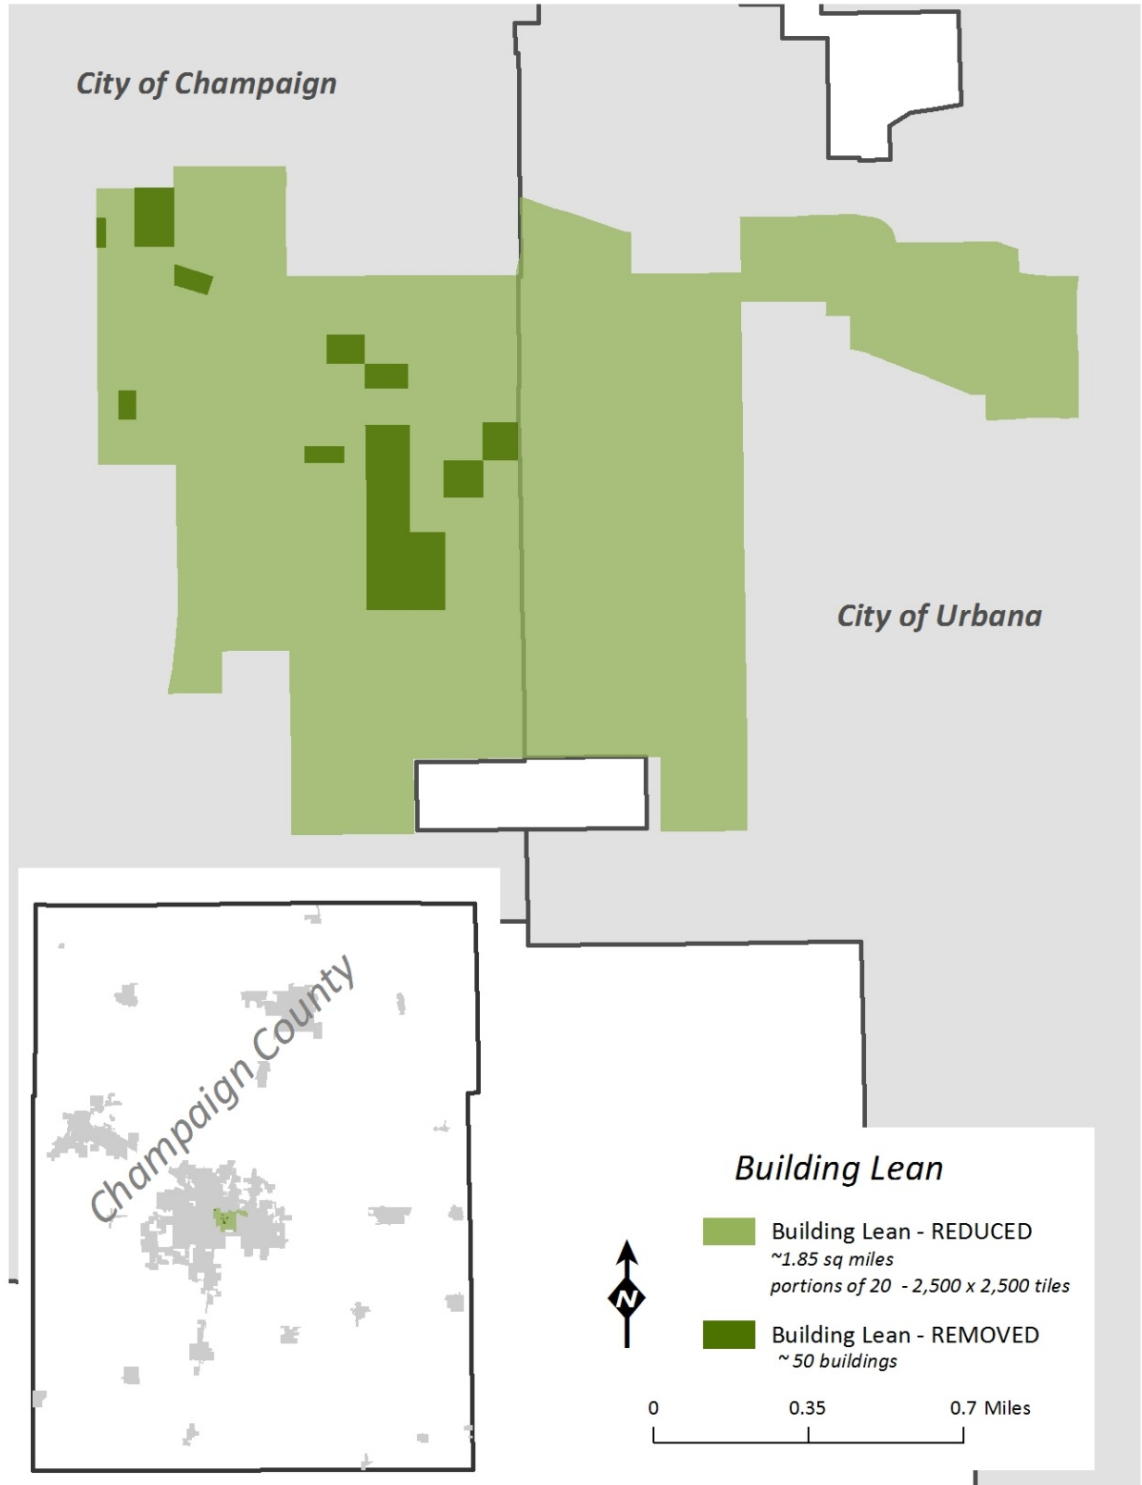 City of Champaign
City of Urbana
Champaign County
Building Lean
Building Lean - REDUCED
~1.85 sq miles
portions of 20 - 2,500 x 2,500 tiles
N
Building Lean - REMOVED
~ 50 buildings
0 0.35 0.7 Miles